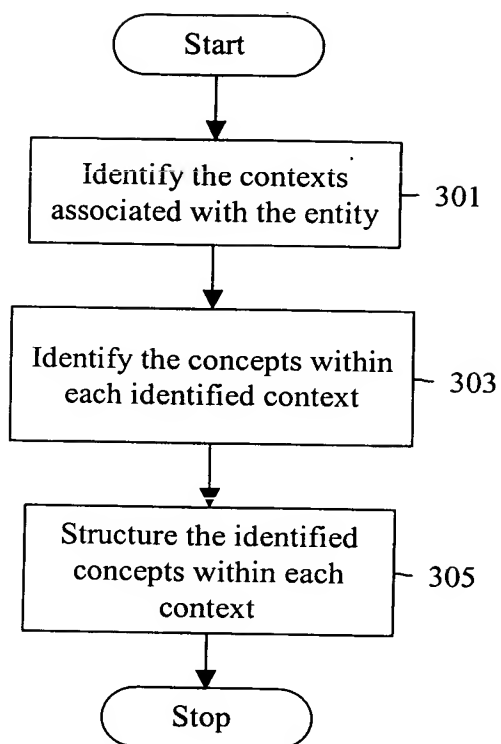 Start
Identify the contexts
associated with the entity
301
Identify the concepts within
each identified context
303
Structure the identified
concepts within each
context
305
Stop